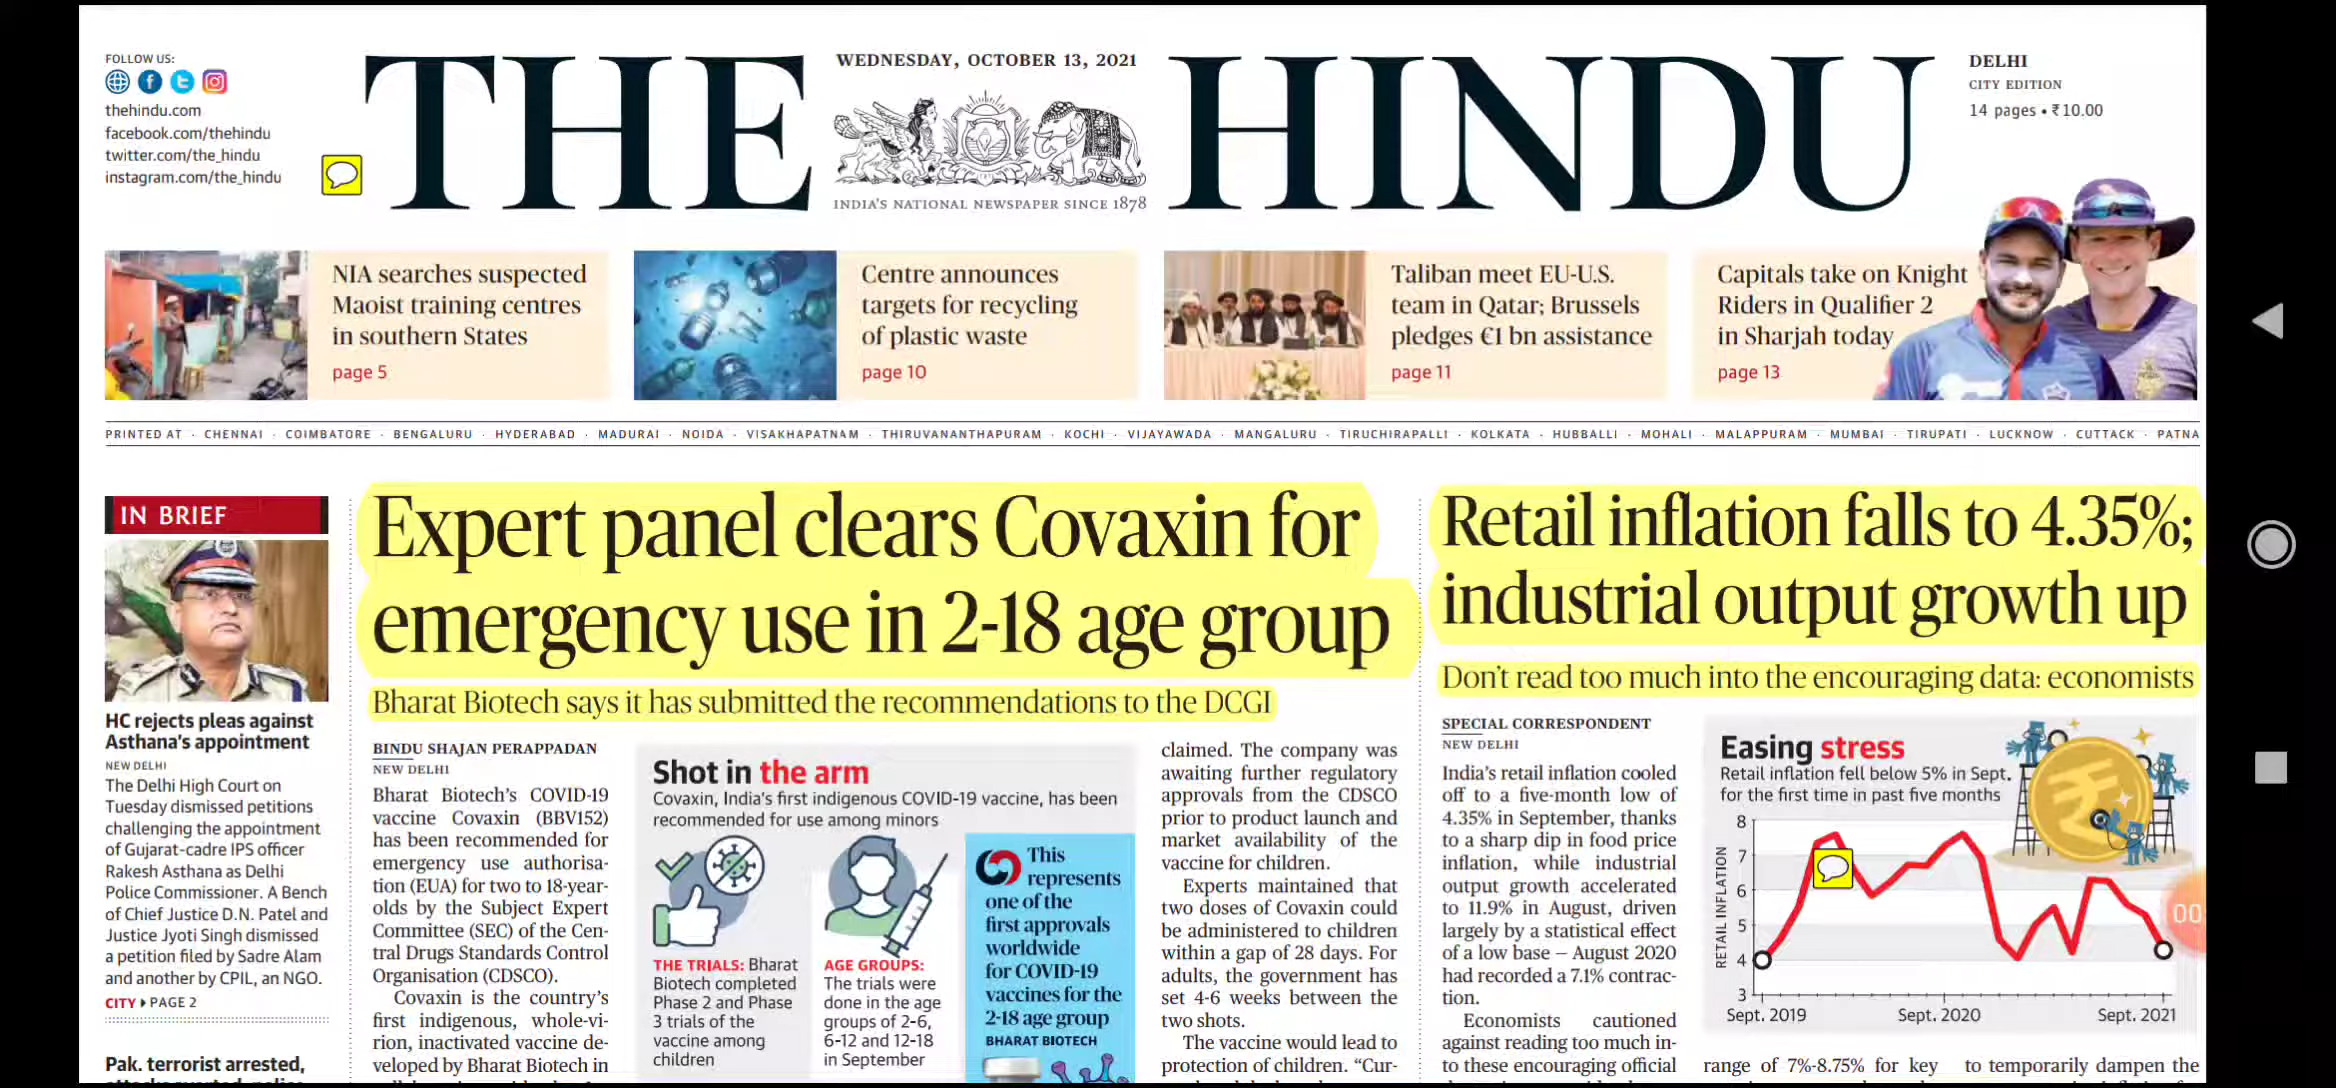 FOLLOW US:
thehindu.com
facebook.com/thehindu
twitter.com/the_hindu
instagram.com/the_hindu
THE HINDU
WEDNESDAY, OCTOBER 13, 2021
INDIA'S NATIONAL NEWSPAPER SINCE 1878
DELHI
CITY EDITION
14 pages • ₹10.00
NIA searches suspected
Maoist training centres
in southern States
page 5
Centre announces
targets for recycling
of plastic waste
page 10
Taliban meet EU-U.S.
team in Qatar; Brussels
pledges €1 bn assistance
page 11
Capitals take on Knight
Riders in Qualifier 2
in Sharjah today
page 13
PRINTED AT · CHENNAI · COIMBATORE · BENGALURU · HYDERABAD · MADURAI · NOIDA · VISAKHAPATNAM · THIRUVANANTHAPURAM · KOCHI · VIJAYAWADA · MANGALURU · TIRUCHIRAPALLI · KOLKATA · HUBBALLI · MOHALI · MALAPPURAM · MUMBAI · TIRUPATI · LUCKNOW · CUTTACK · PATNA
IN BRIEF
HC rejects pleas against
Asthana's appointment
NEW DELHI
The Delhi High Court on
Tuesday dismissed petitions
challenging the appointment
of Gujarat-cadre IPS officer
Rakesh Asthana as Delhi
Police Commissioner. A Bench
of Chief Justice D.N. Patel and
Justice Jyoti Singh dismissed
a petition filed by Sadre Alam
and another by CPIL, an NGO.
CITY PAGE 2
Pak. terrorist arrested,
Expert panel clears Covaxin for
emergency use in 2-18 age group
Bharat Biotech says it has submitted the recommendations to the DCGI
BINDU SHAJAN PERAPPADAN
NEW DELHI
Bharat Biotech's COVID-19
vaccine Covaxin (BBV152)
has been recommended for
emergency use authorisa-
tion (EUA) for two to 18-year-
olds by the Subject Expert
Committee (SEC) of the Cen-
tral Drugs Standards Control
Organisation (CDSCO).
Covaxin is the country's
first indigenous, whole-vi-
rion, inactivated vaccine de-
veloped by Bharat Biotech in
Shot in the arm
Covaxin, India's first indigenous COVID-19 vaccine, has been
recommended for use among minors
THE TRIALS: Bharat
Biotech completed
Phase 2 and Phase
3 trials of the
vaccine among
children
AGE GROUPS:
The trials were
done in the age
groups of 2-6,
6-12 and 12-18
in September
This
represents
one of the
first approvals
worldwide
for COVID-19
vaccines for the
2-18 age group
BHARAT BIOTECH
claimed. The company was
awaiting further regulatory
approvals from the CDSCO
prior to product launch and
market availability of the
vaccine for children.
Experts maintained that
two doses of Covaxin could
be administered to children
within a gap of 28 days. For
adults, the government has
set 4-6 weeks between the
two shots.
The vaccine would lead to
protection of children. “Cur-
Retail inflation falls to 4.35%;
industrial output growth up
Don't read too much into the encouraging data: economists
SPECIAL CORRESPONDENT
NEW DELHI
India's retail inflation cooled
off to a five-month low of
4.35% in September, thanks
to a sharp dip in food price
inflation, while industrial
output growth accelerated
to 11.9% in August, driven
largely by a statistical effect
of a low base – August 2020
had recorded a 7.1% contrac-
tion.
Economists cautioned
against reading too much in-
to these encouraging official
Easing stress
Retail inflation fell below 5% in Sept.
for the first time in past five months
RETAIL INFLATION
8
7
6
5
4
3
Sept. 2019
Sept. 2020
Sept. 2021
00
range of 7%-8.75% for key
to temporarily dampen the